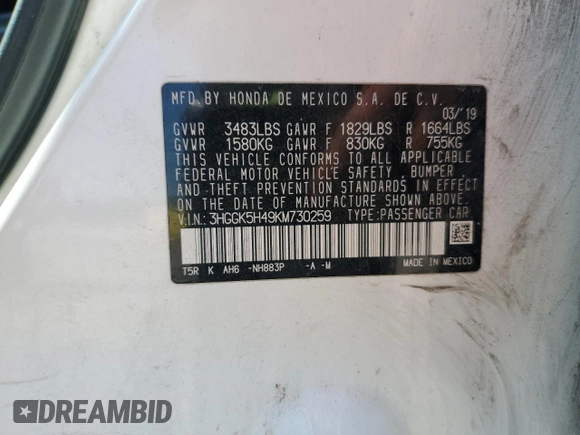 MFD.BY HONDA DE MEXICO S.A. DE C.V.
03/'19
GVWR 3483LBS GAWR F 1829LBS R 1664LBS
GVWR 1580KG GAWR F 830KG R 755KG
THIS VEHICLE CONFORMS TO ALL APPLICABLE
FEDERAL MOTOR VEHICLE SAFETY, BUMPER
AND THEFT PREVENTION STANDARDS IN EFFECT
ON THE DATE OF MANUFACTURE SHOWN ABOVE.
V.I.N.: 3HGGK5H49KM730259 TYPE:PASSENGER CAR
T5R K AH6 -NH883P -A -M MADE IN MEXICO
DREAMBID